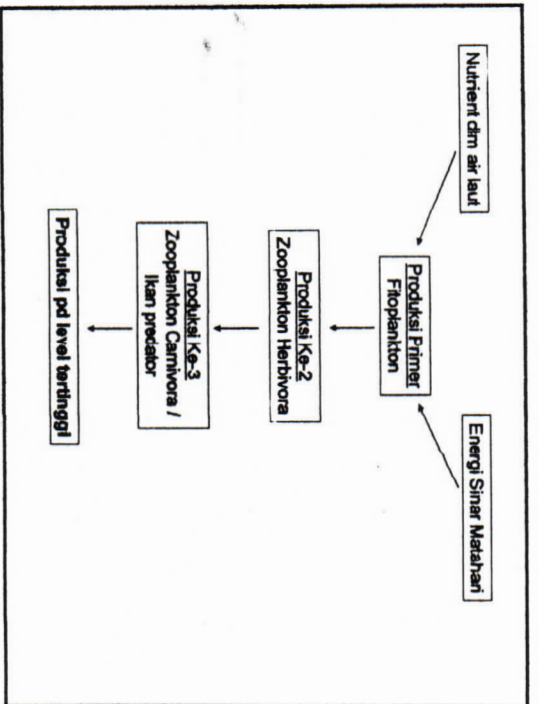 Nutrient dlm air laut
Energi Sinar Matahari
Produksi Primer
Fitoplankton
Produksi Ke-2
Zooplankton Herbivora
Produksi Ke-3
Zooplankton Carnivora /
Ikan predator
Produksi pd level tertinggi